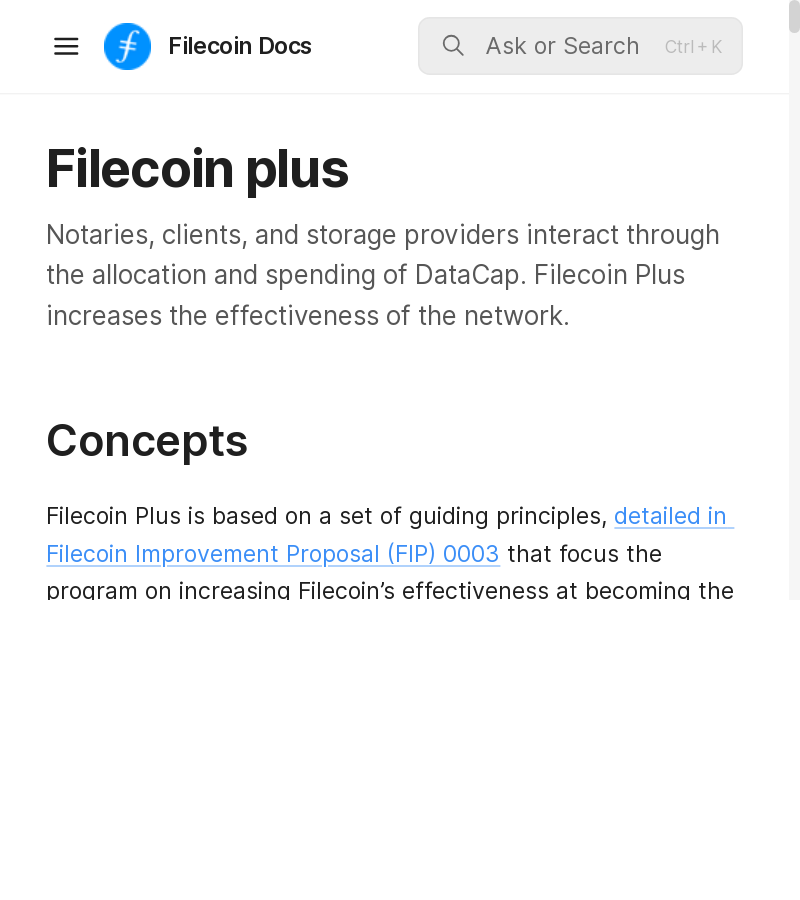 Filecoin Docs
Ask or Search
Ctrl + K
Filecoin plus
Notaries, clients, and storage providers interact through
the allocation and spending of DataCap. Filecoin Plus
increases the effectiveness of the network.
Concepts
Filecoin Plus is based on a set of guiding principles, detailed in
Filecoin Improvement Proposal (FIP) 0003 that focus the
program on increasing Filecoin’s effectiveness at becoming the